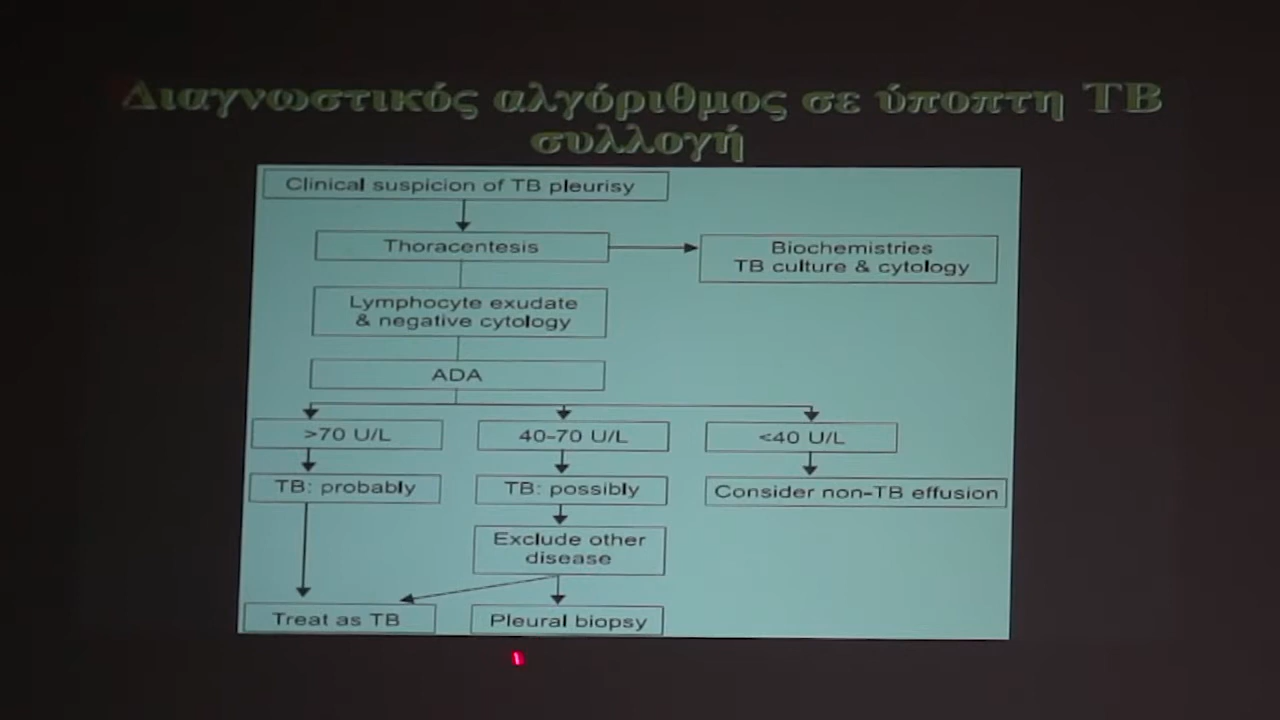 Διαγνωστικός αλγόριθμος σε ύποπτη ΤΒ
συλλογή
Clinical suspicion of TB pleurisy
Thoracentesis
Biochemistries
TB culture & cytology
Lymphocyte exudate
& negative cytology
ADA
>70 U/L
40-70 U/L
<40 U/L
TB: probably
TB: possibly
Consider non-TB effusion
Exclude other
disease
Treat as TB
Pleural biopsy